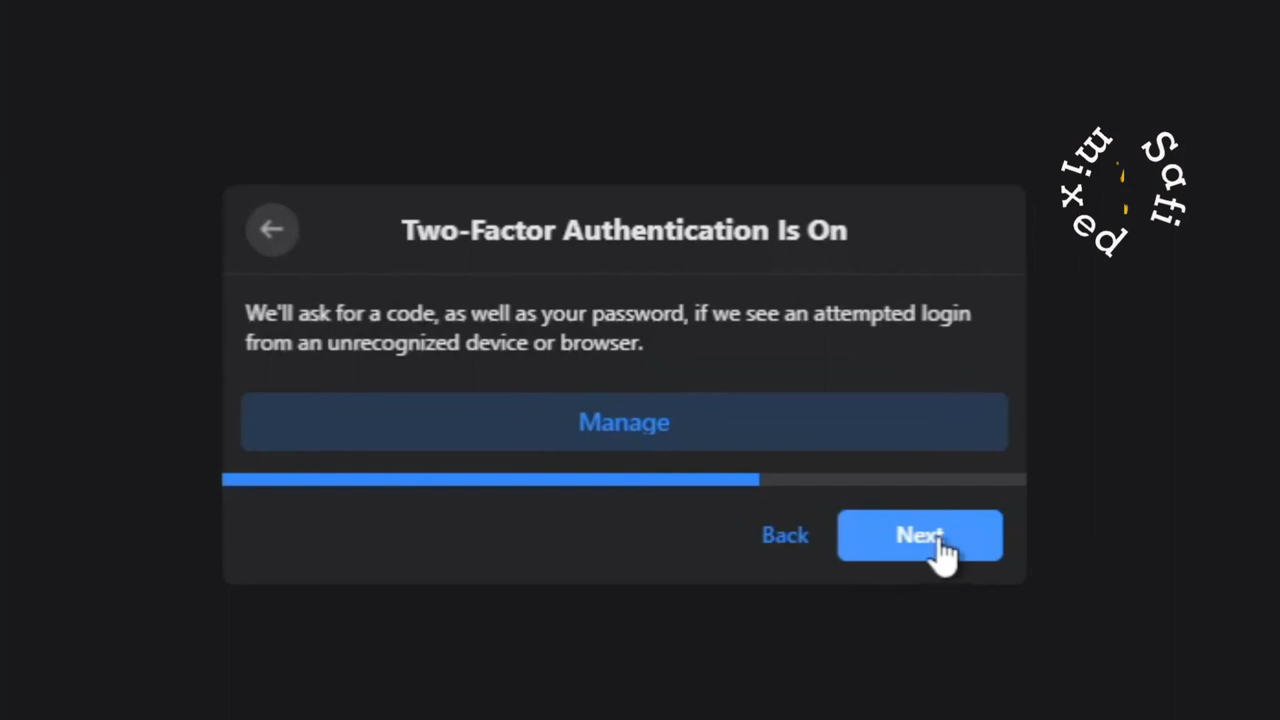 Two-Factor Authentication Is On
We'll ask for a code, as well as your password, if we see an attempted login
from an unrecognized device or browser.
Manage
Back
Next
Safi
mixed